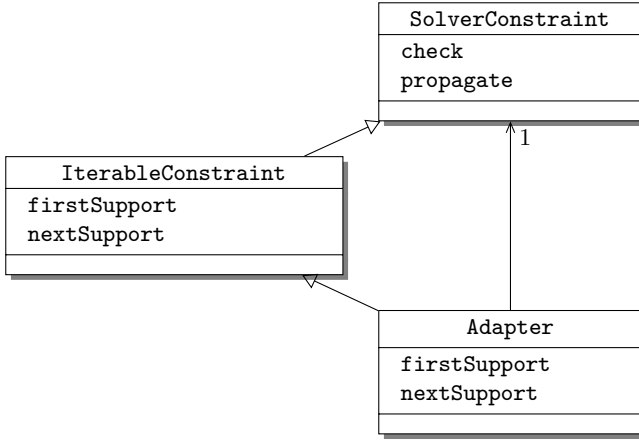 SolverConstraint
check
propagate
1
IterableConstraint
firstSupport
nextSupport
Adapter
firstSupport
nextSupport